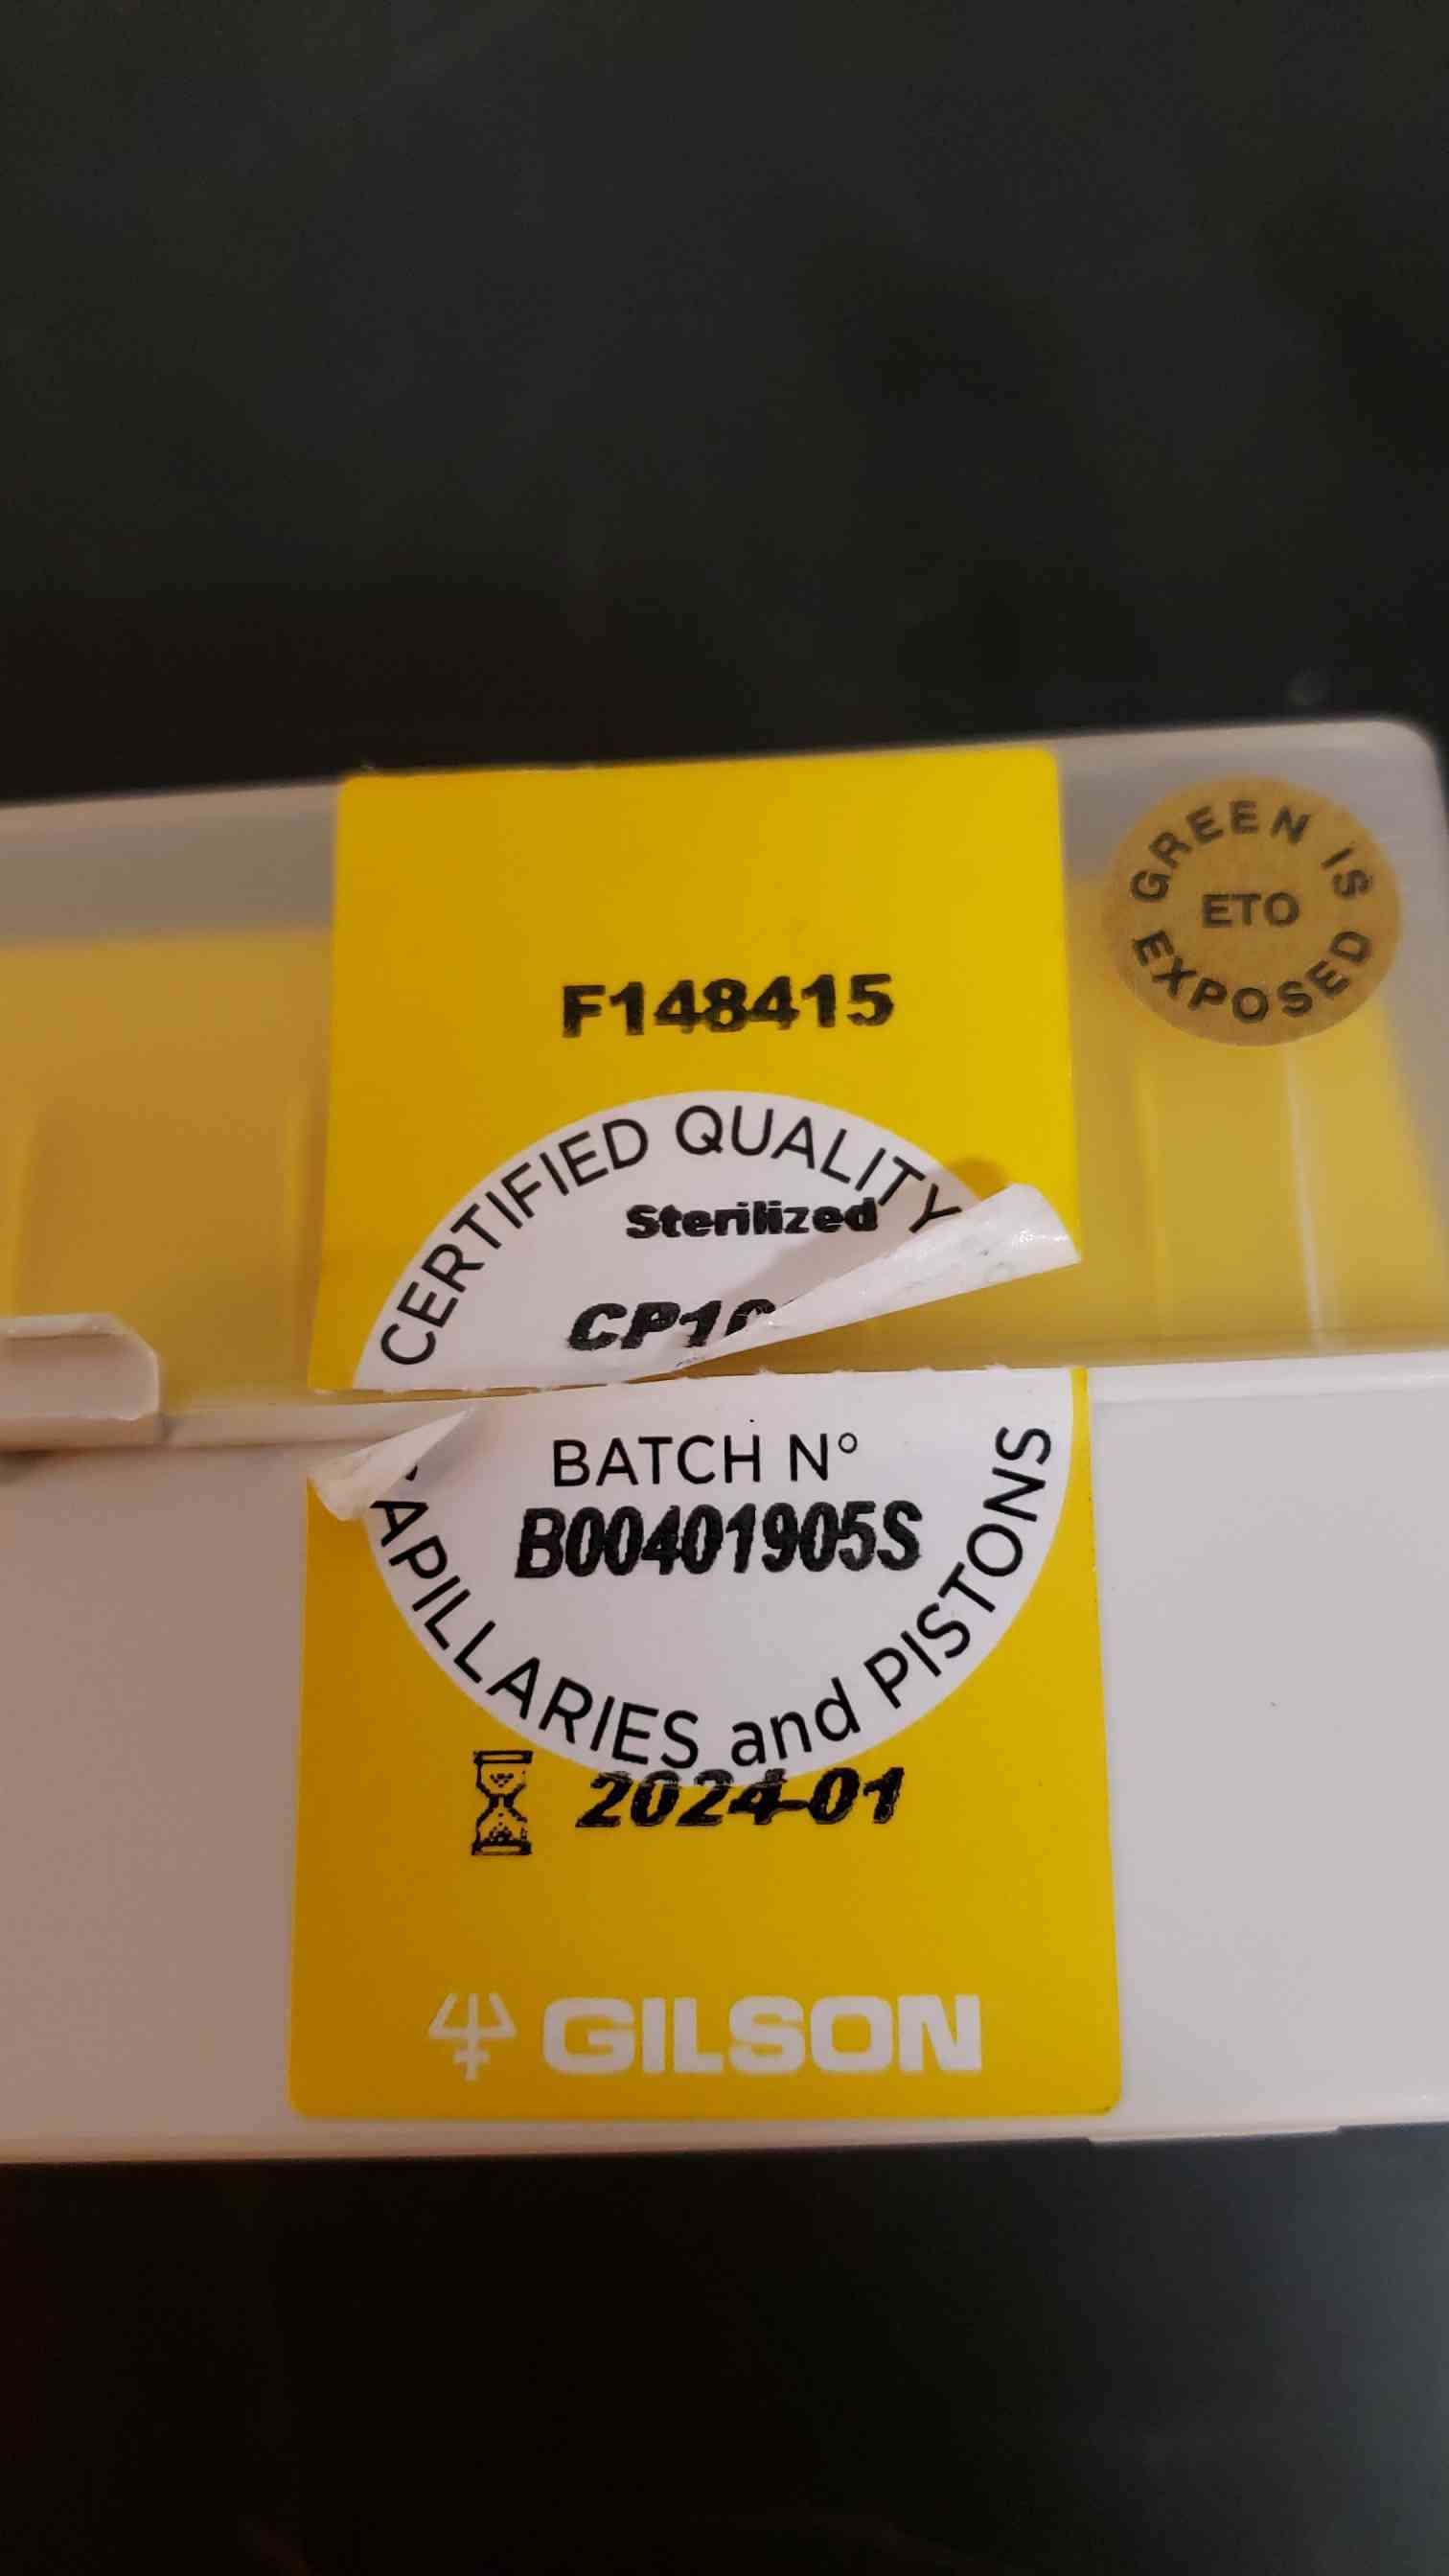 GREEN IS
ETO
EXPOSED
F148415
CERTIFIED QUALITY
Sterilized
BATCH N°
B00401905S
APILLARIES and PISTONS
2024-01
GILSON